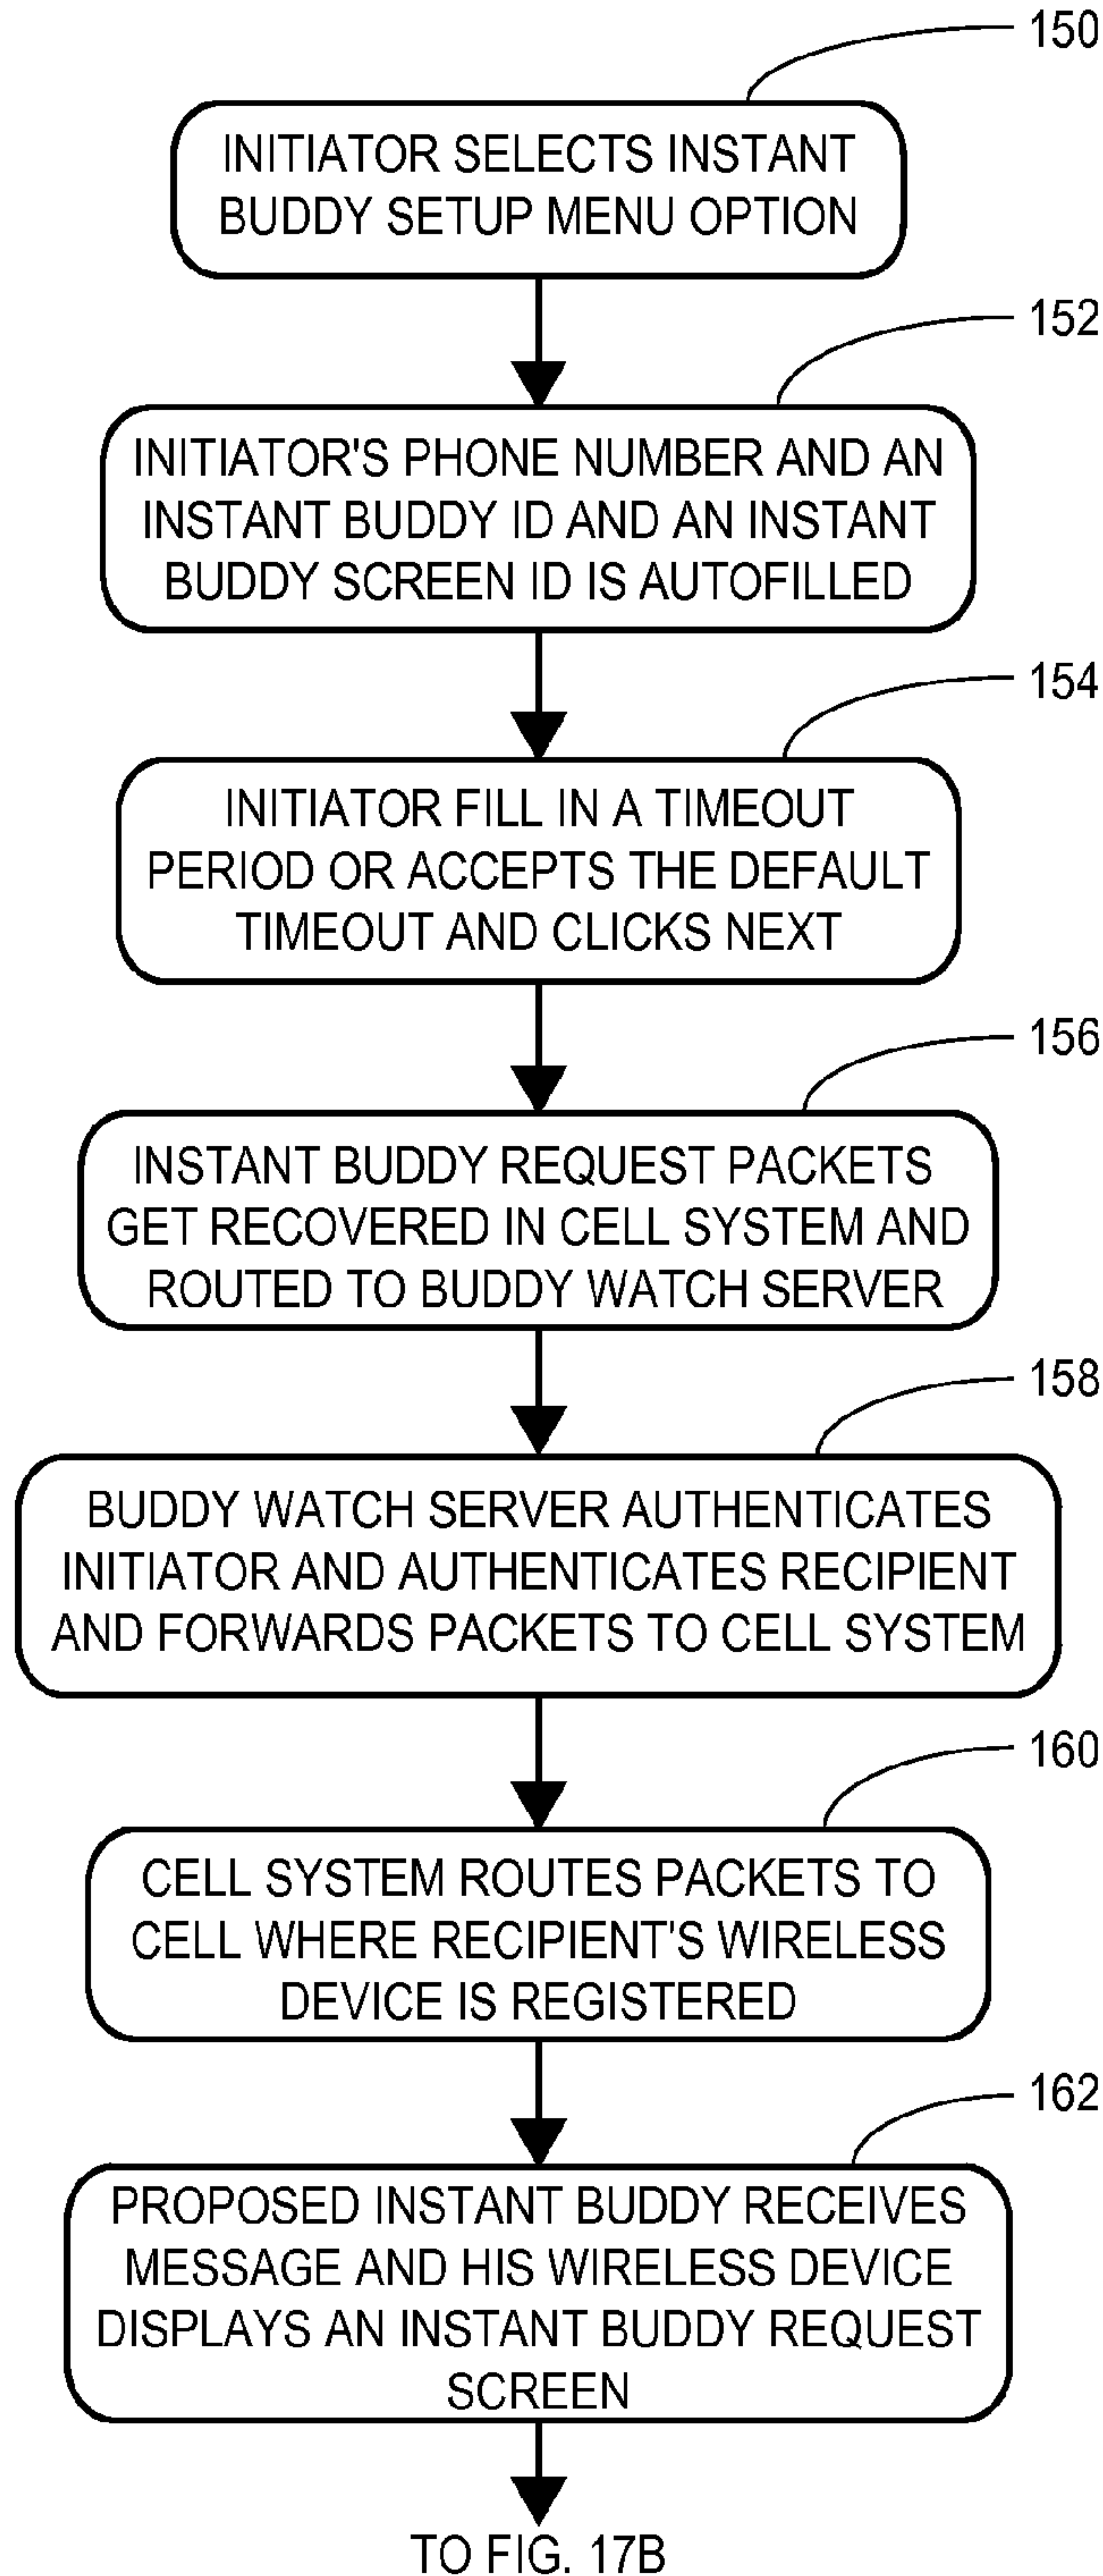 150
INITIATOR SELECTS INSTANT
BUDDY SETUP MENU OPTION
152
INITIATOR'S PHONE NUMBER AND AN
INSTANT BUDDY ID AND AN INSTANT
BUDDY SCREEN ID IS AUTOFILLED
154
INITIATOR FILL IN A TIMEOUT
PERIOD OR ACCEPTS THE DEFAULT
TIMEOUT AND CLICKS NEXT
156
INSTANT BUDDY REQUEST PACKETS
GET RECOVERED IN CELL SYSTEM AND
ROUTED TO BUDDY WATCH SERVER
158
BUDDY WATCH SERVER AUTHENTICATES
INITIATOR AND AUTHENTICATES RECIPIENT
AND FORWARDS PACKETS TO CELL SYSTEM
160
CELL SYSTEM ROUTES PACKETS TO
CELL WHERE RECIPIENT'S WIRELESS
DEVICE IS REGISTERED
162
PROPOSED INSTANT BUDDY RECEIVES
MESSAGE AND HIS WIRELESS DEVICE
DISPLAYS AN INSTANT BUDDY REQUEST
SCREEN
TO FIG. 17B